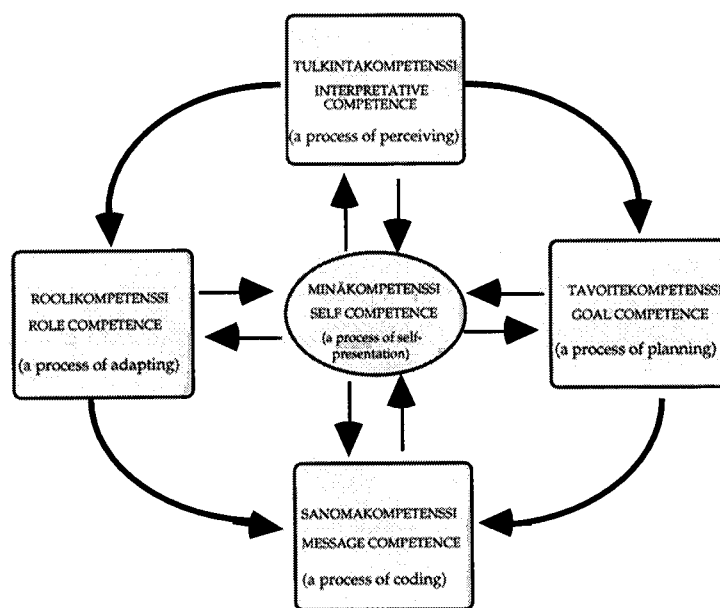 TULKINTAKOMPETENSSI
INTERPRETATIVE
COMPETENCE
(a process of perceiving)
ROOLIKOMPETENSSI
ROLE COMPETENCE
(a process of adapting)
MINÄKOMPETENSSI
SELF COMPETENCE
(a process of self-
presentation)
TAVOITEKOMPETENSSI
GOAL COMPETENCE
(a process of planning)
SANOMAKOMPETENSSI
MESSAGE COMPETENCE
(a process of coding)